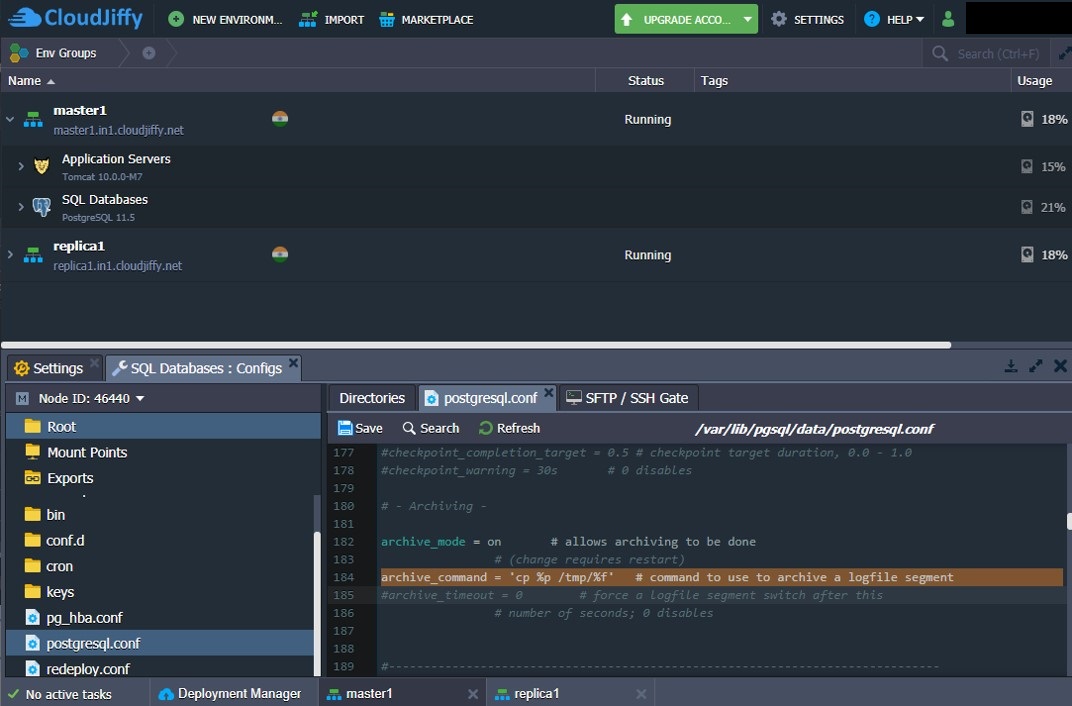 CloudJiffy NEW ENVIRONM... IMPORT MARKETPLACE UPGRADE ACCO... SETTINGS ? HELP
Env Groups Search (Ctrl+F)
Name Status Tags Usage
master1
master1.in1.cloudjiffy.net Running 18%
Application Servers
Tomcat 10.0.0-M7 15%
SQL Databases
PostgreSQL 11.5 21%
replica1
replica1.in1.cloudjiffy.net Running 18%
Settings SQL Databases : Configs
M Node ID: 46440
Root
Mount Points
Exports
bin
conf.d
cron
keys
pg_hba.conf
postgresql.conf
redeploy.conf
Directories postgresql.conf SFTP / SSH Gate
Save Search Refresh /var/lib/pgsql/data/postgresql.conf
177 #checkpoint_completion_target = 0.5 # checkpoint target duration, 0.0 - 1.0
178 #checkpoint_warning = 30s # 0 disables
179
180 # - Archiving -
181
182 archive_mode = on # allows archiving to be done
183 # (change requires restart)
184 archive_command = 'cp %p /tmp/%f' # command to use to archive a logfile segment
185 #archive_timeout = 0 # force a logfile segment switch after this
186 # number of seconds; 0 disables
187
188
189 #------------------------------------------------------------------------------
No active tasks Deployment Manager master1 replica1